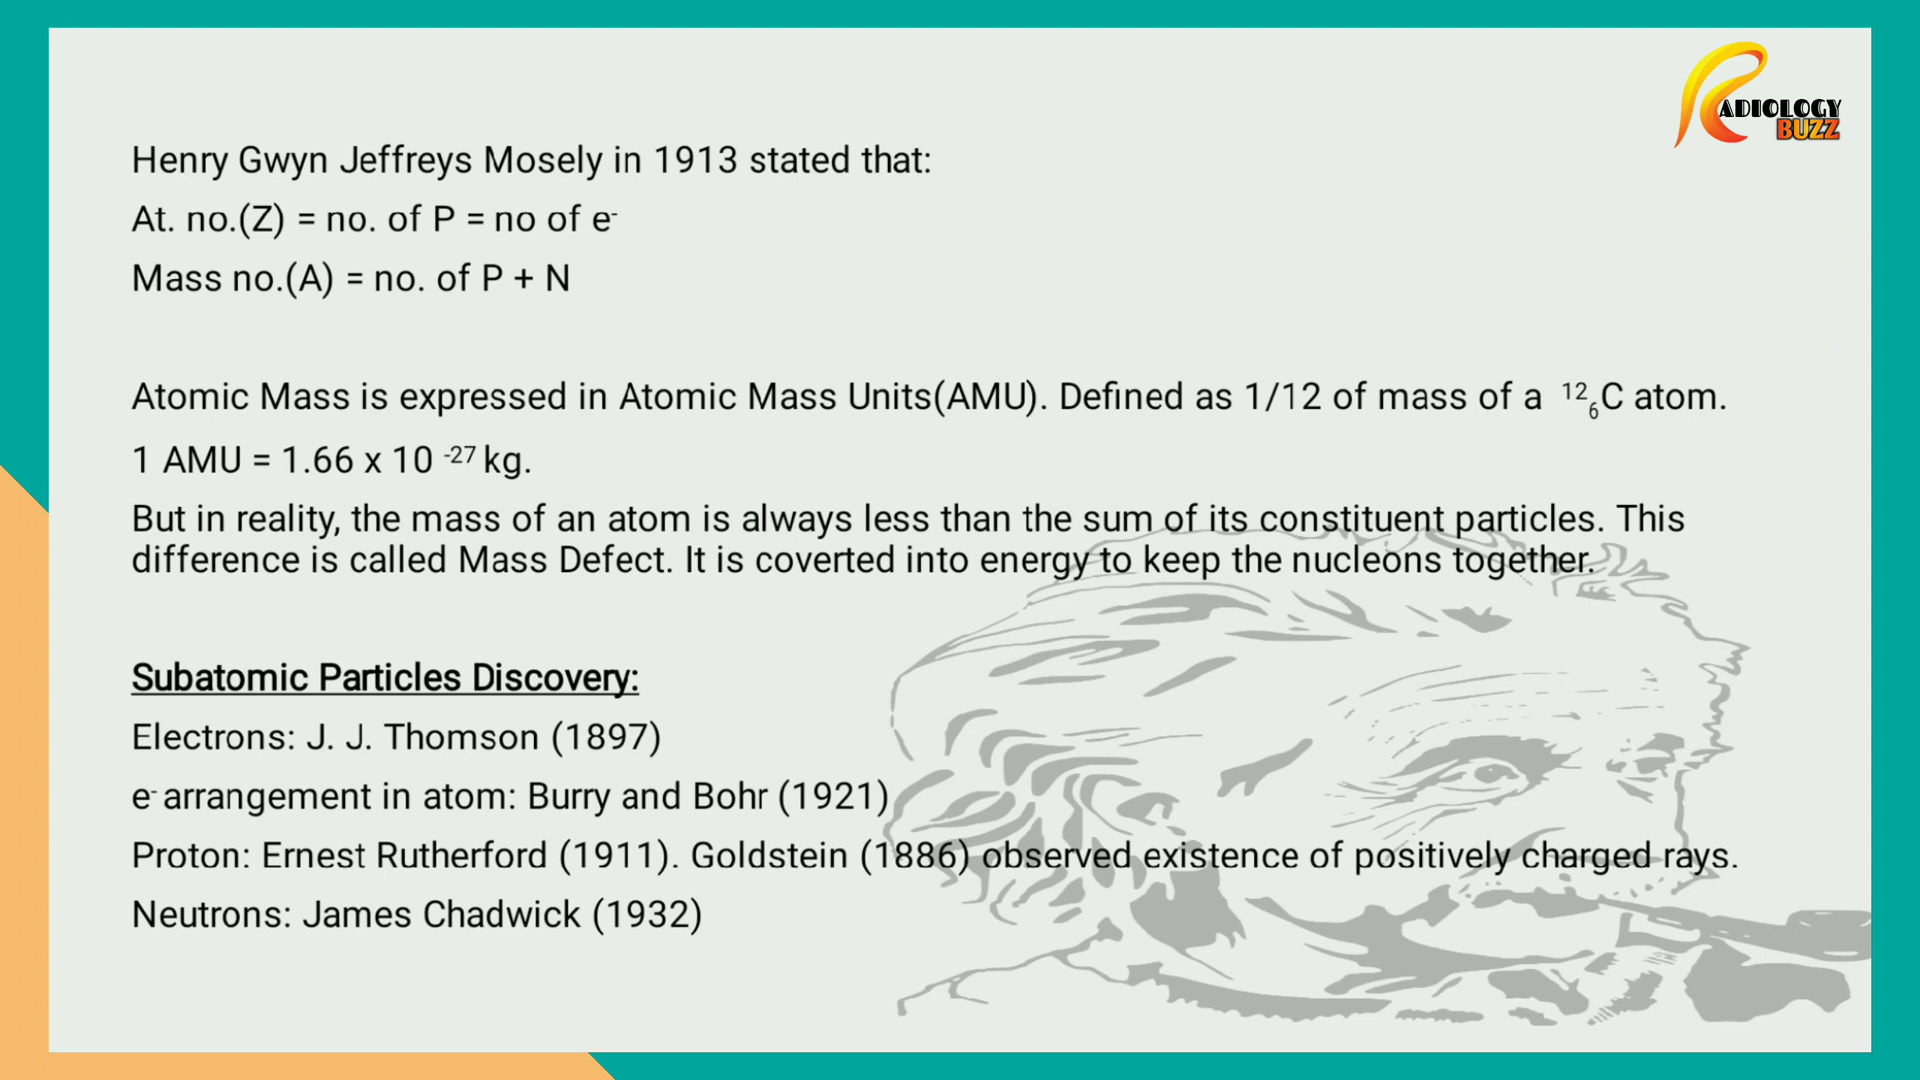 RADIOLOGY
BUZZ
Henry Gwyn Jeffreys Mosely in 1913 stated that:
At. no.(Z) = no. of P = no of e⁻
Mass no.(A) = no. of P + N
Atomic Mass is expressed in Atomic Mass Units(AMU). Defined as 1/12 of mass of a ¹²₆C atom.
1 AMU = 1.66 x 10 ⁻²⁷ kg.
But in reality, the mass of an atom is always less than the sum of its constituent particles. This
difference is called Mass Defect. It is coverted into energy to keep the nucleons together.
Subatomic Particles Discovery:
Electrons: J. J. Thomson (1897)
e⁻ arrangement in atom: Burry and Bohr (1921)
Proton: Ernest Rutherford (1911). Goldstein (1886) observed existence of positively charged rays.
Neutrons: James Chadwick (1932)